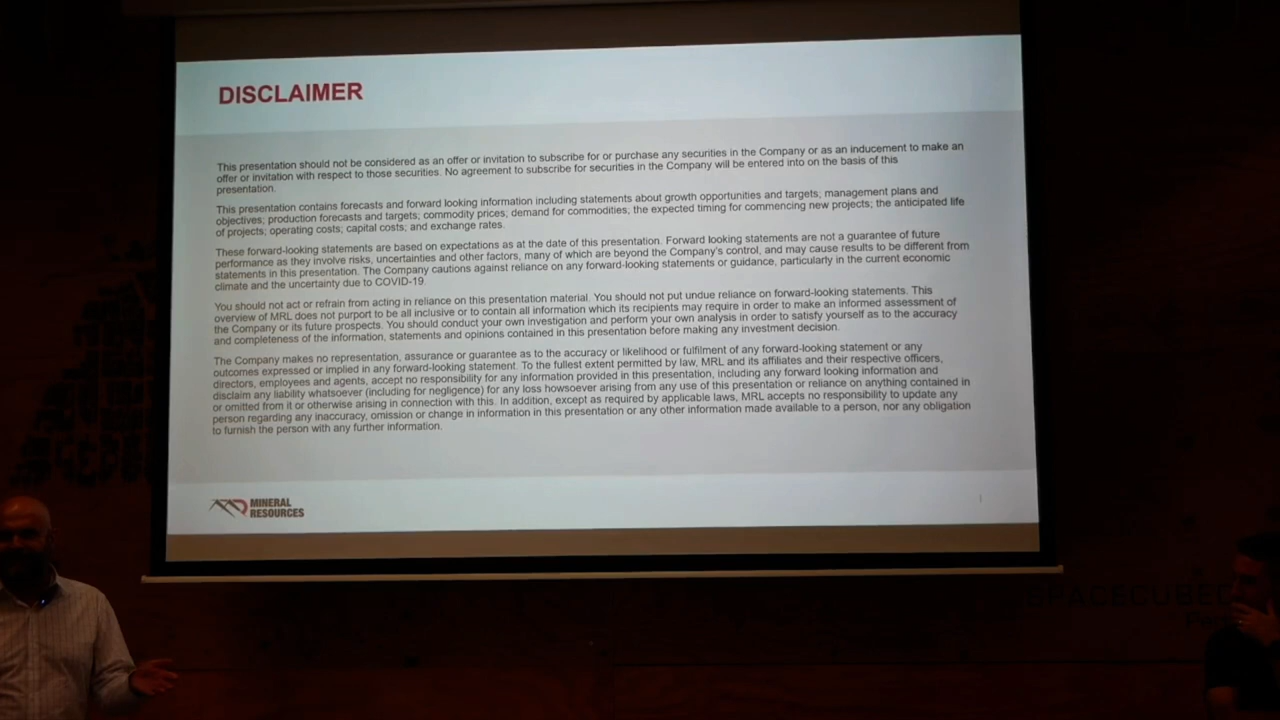 DISCLAIMER
This presentation should not be considered as an offer or invitation to subscribe for or purchase any securities in the Company or as an inducement to make an
offer or invitation with respect to those securities. No agreement to subscribe for securities in the Company will be entered into on the basis of this
presentation.
This presentation contains forecasts and forward looking information including statements about growth opportunities and targets; management plans and
objectives; production forecasts and targets; commodity prices; demand for commodities; the expected timing for commencing new projects; the anticipated life
of projects; operating costs; capital costs; and exchange rates.
These forward-looking statements are based on expectations as at the date of this presentation. Forward looking statements are not a guarantee of future
performance as they involve risks, uncertainties and other factors, many of which are beyond the Company's control, and may cause results to be different from
statements in this presentation. The Company cautions against reliance on any forward-looking statements or guidance, particularly in the current economic
climate and the uncertainty due to COVID-19.
You should not act or refrain from acting in reliance on this presentation material. You should not put undue reliance on forward-looking statements. This
overview of MRL does not purport to be all inclusive or to contain all information which its recipients may require in order to make an informed assessment of
the Company or its future prospects. You should conduct your own investigation and perform your own analysis in order to satisfy yourself as to the accuracy
and completeness of the information, statements and opinions contained in this presentation before making any investment decision.
The Company makes no representation, assurance or guarantee as to the accuracy or likelihood or fulfilment of any forward-looking statement or any
outcomes expressed or implied in any forward-looking statement. To the fullest extent permitted by law, MRL and its affiliates and their respective officers,
directors, employees and agents, accept no responsibility for any information provided in this presentation, including any forward looking information and
disclaim any liability whatsoever (including for negligence) for any loss howsoever arising from any use of this presentation or reliance on anything contained in
or omitted from it or otherwise arising in connection with this. In addition, except as required by applicable laws, MRL accepts no responsibility to update any
person regarding any inaccuracy, omission or change in information in this presentation or any other information made available to a person, nor any obligation
to furnish the person with any further information.
MINERAL
RESOURCES
SPACECUBED